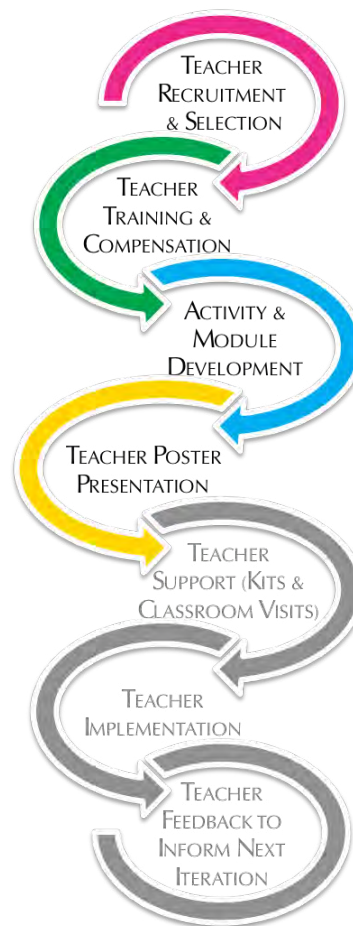 TEACHER
RECRUITMENT
& SELECTION
TEACHER
TRAINING &
COMPENSATION
ACTIVITY &
MODULE
DEVELOPMENT
TEACHER POSTER
PRESENTATION
TEACHER
SUPPORT (KITS &
CLASSROOM VISITS)
TEACHER
IMPLEMENTATION
TEACHER
FEEDBACK TO
INFORM NEXT
ITERATION